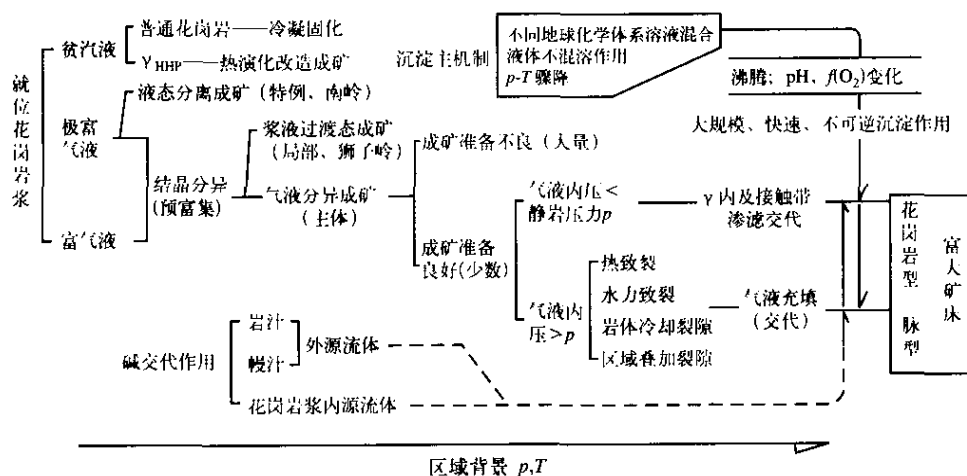 就位花岗岩浆
贫汽液
普通花岗岩——冷凝固化
γHHP——热演化改造成矿
极富
气液
液态分离成矿（特例、南岭）
富气液
结晶分异
(预富集)
浆液过渡态成矿
(局部、狮子岭)
气液分异成矿
(主体)
成矿准备不良（大量）
成矿准备
良好(少数)
沉淀主机制
不同地球化学体系溶液混合
液体不混溶作用
p-T 骤降
沸腾；pH、f(O₂)变化
大规模、快速、不可逆沉淀作用
气液内压<
静岩压力p
γ内及接触带
渗滤交代
气液内
压>p
热致裂
水力致裂
岩体冷却裂隙
区域叠加裂隙
气液充填
(交代)
花岗岩型 脉型
富大矿床
碱交代作用
岩汁
幔汁
外源流体
花岗岩浆内源流体
区域背景 p,T